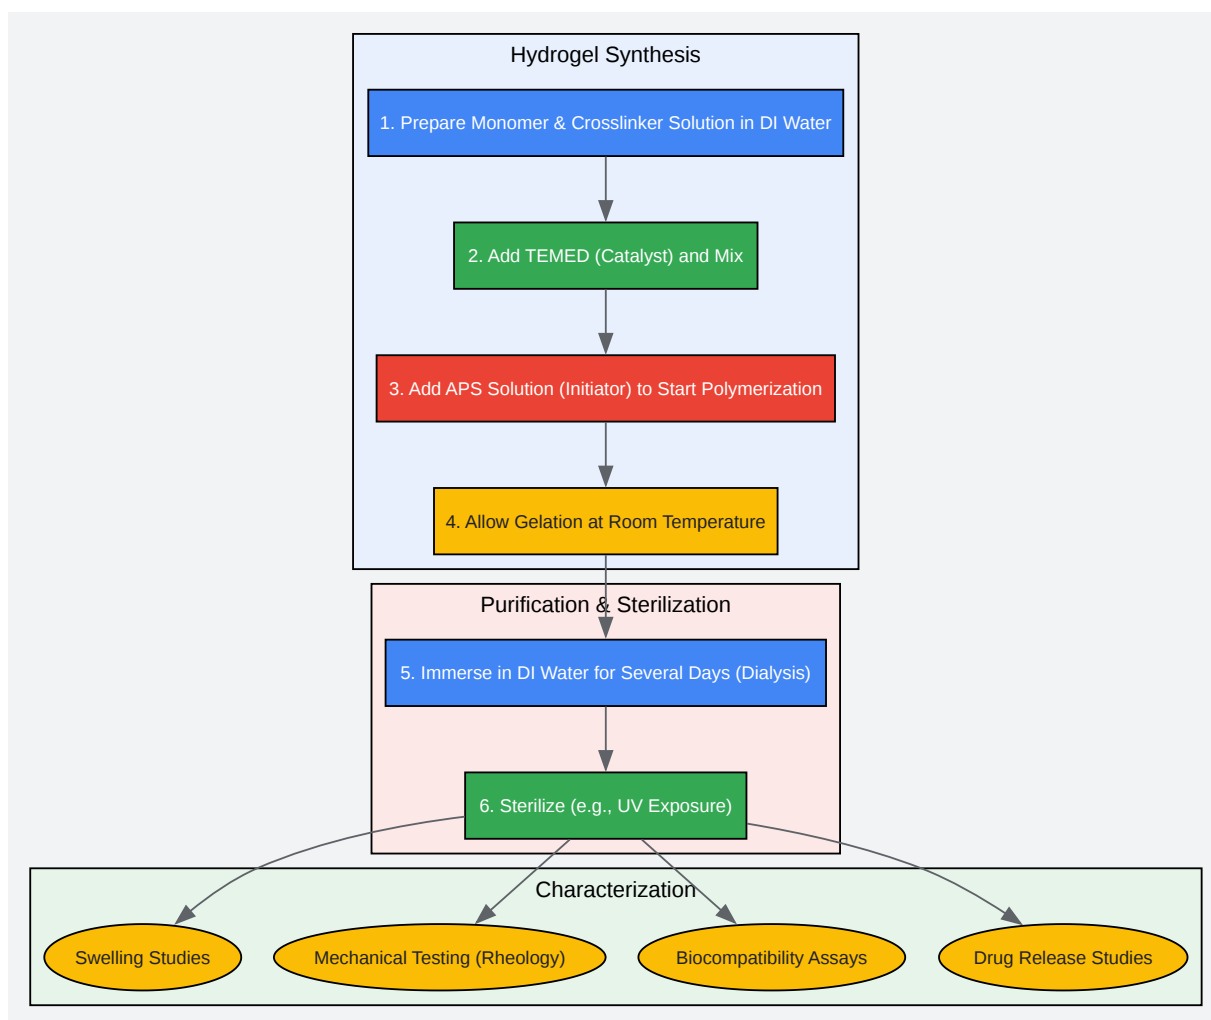 Hydrogel Synthesis
1. Prepare Monomer & Crosslinker Solution in DI Water
2. Add TEMED (Catalyst) and Mix
3. Add APS Solution (Initiator) to Start Polymerization
4. Allow Gelation at Room Temperature
Purification & Sterilization
5. Immerse in DI Water for Several Days (Dialysis)
6. Sterilize (e.g., UV Exposure)
Characterization
Swelling Studies
Mechanical Testing (Rheology)
Biocompatibility Assays
Drug Release Studies